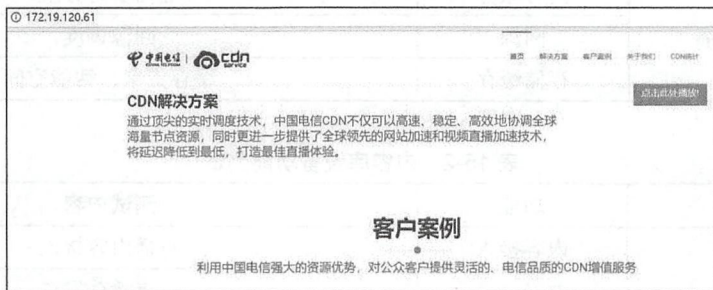 172.19.120.61
中国电信 cdn
service
首页 解决方案 客户案例 关于我们 CDN统计
点击此处播放!
CDN解决方案
通过顶尖的实时调度技术，中国电信CDN不仅可以高速、稳定、高效地协调全球
海量节点资源，同时更进一步提供了全球领先的网站加速和视频直播加速技术，
将延迟降低到最低，打造最佳直播体验。
客户案例
利用中国电信强大的资源优势，对公众客户提供灵活的、电信品质的CDN增值服务